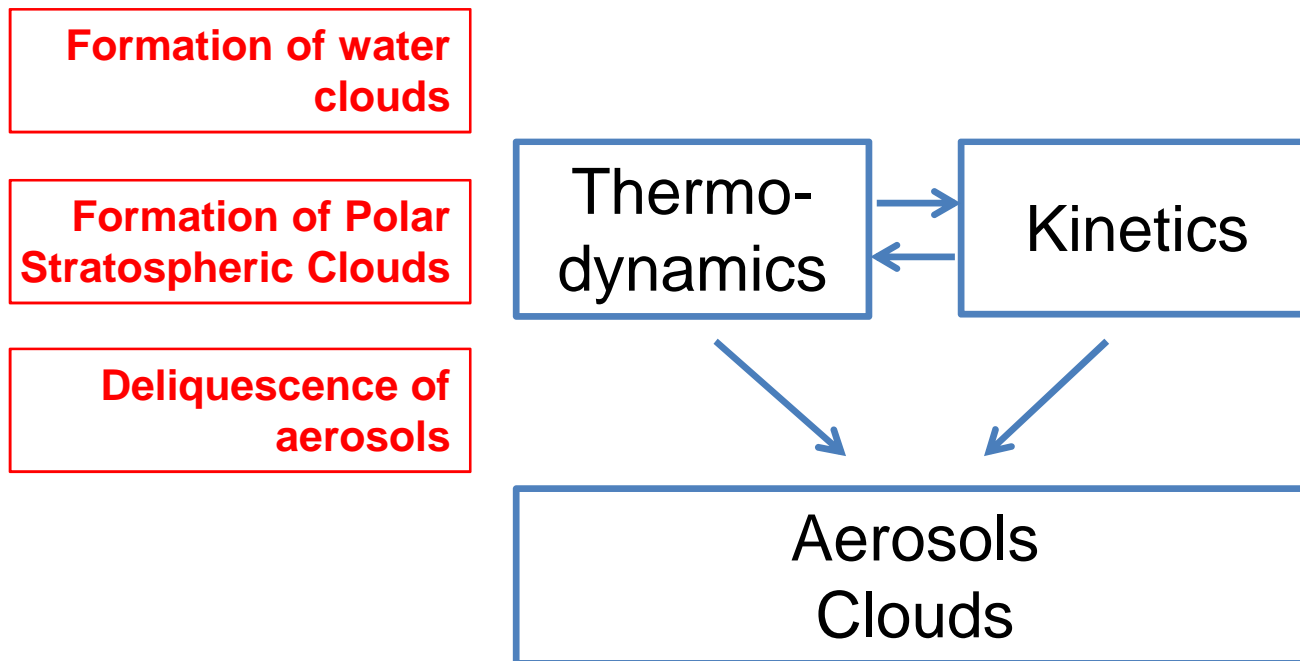 Formation of water
clouds
Formation of Polar
Stratospheric Clouds
Deliquescence of
aerosols
Thermo-
dynamics
Kinetics
Aerosols
Clouds